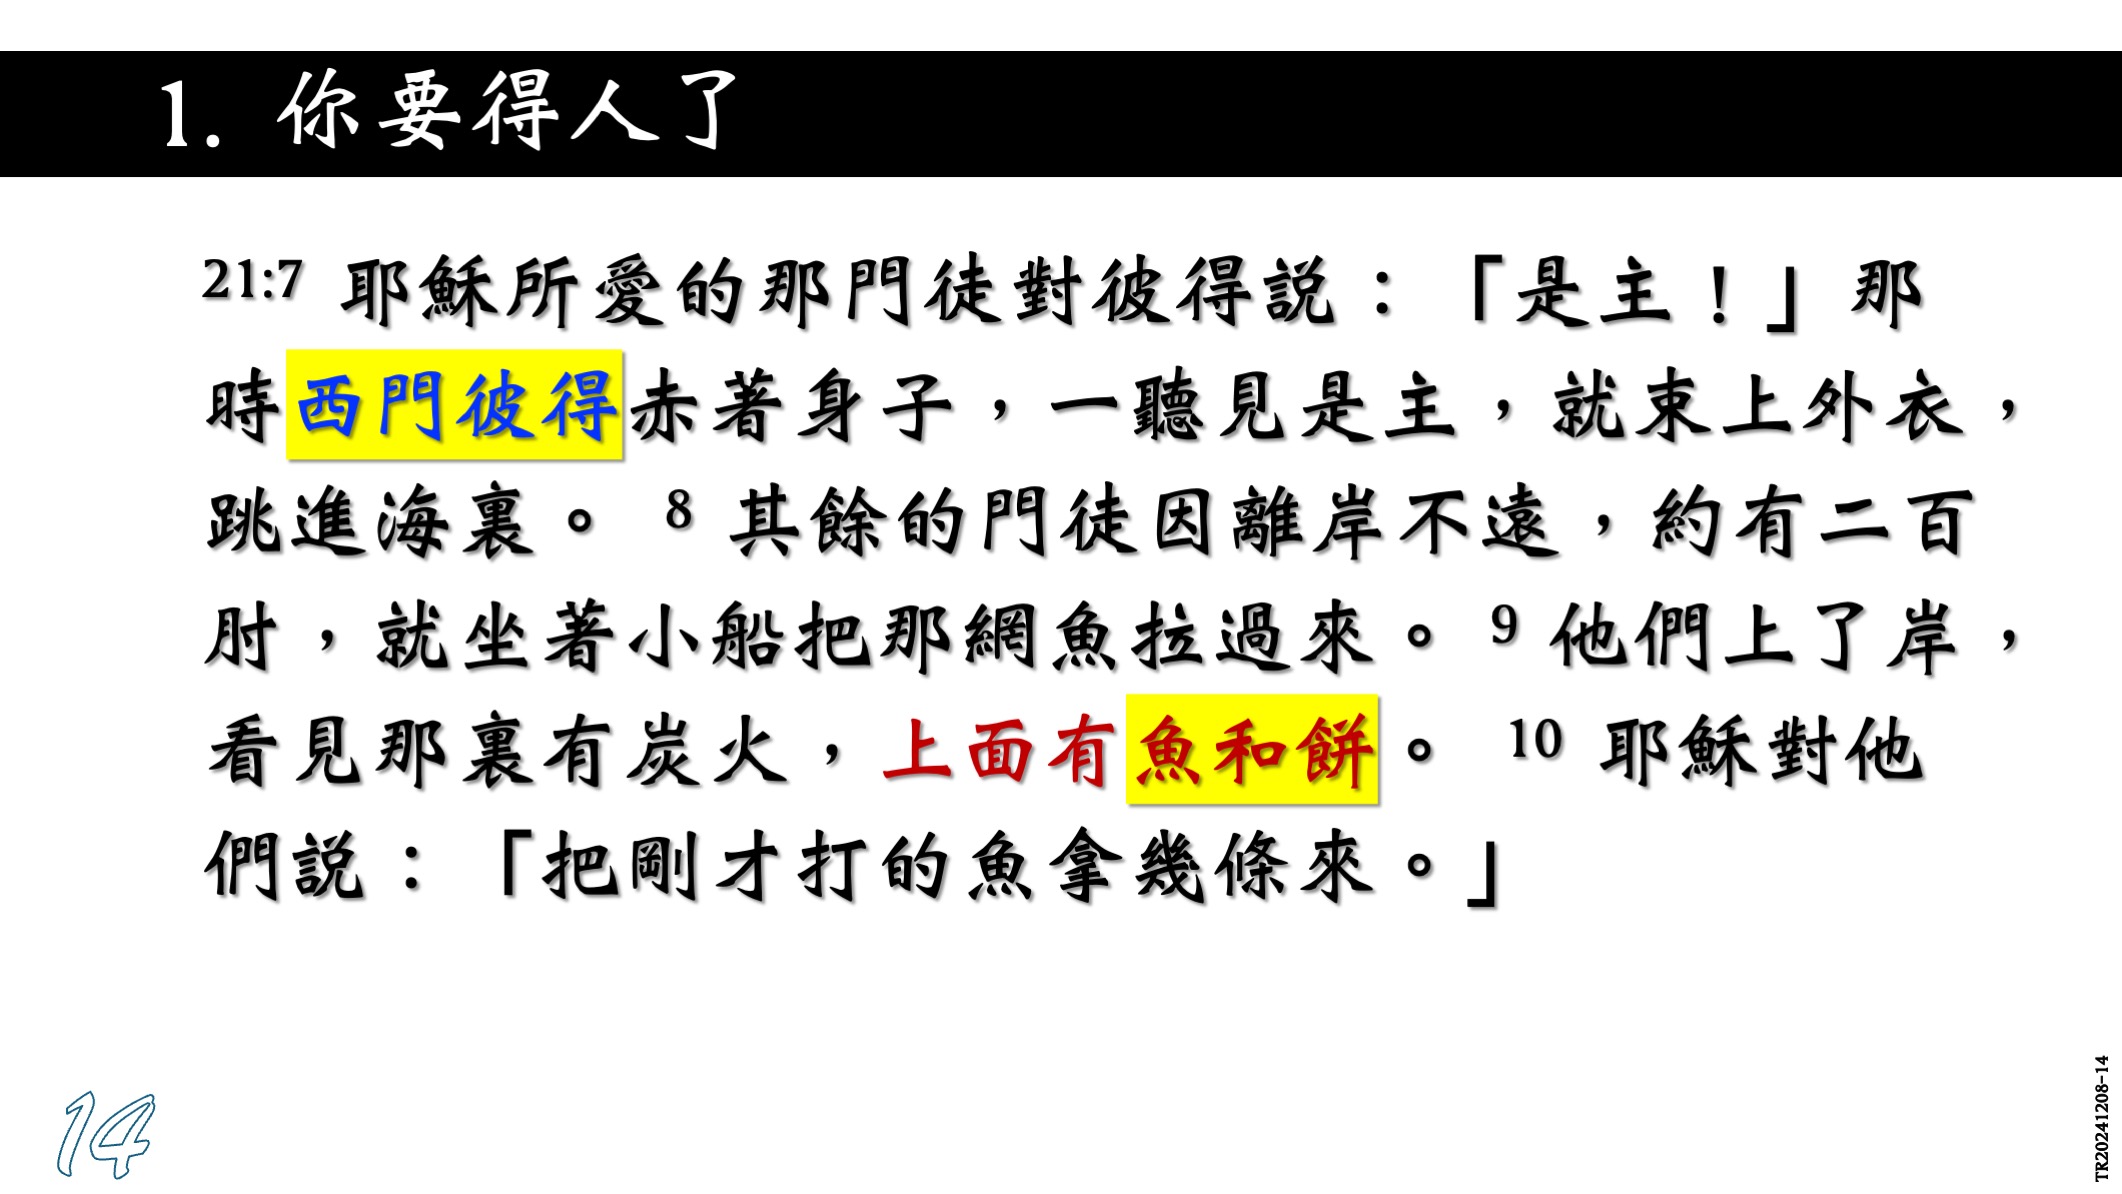 1. 你要得人了
21:7 耶穌所愛的那門徒對彼得説：「是主！」那
時西門彼得赤著身子，一聽見是主，就束上外衣，
跳進海裏。 8 其餘的門徒因離岸不遠，約有二百
肘，就坐著小船把那網魚拉過來。 9 他們上了岸，
看見那裏有炭火，上面有魚和餅。 10 耶穌對他
們説：「把剛才打的魚拿幾條來。」
14
TR20241208-14